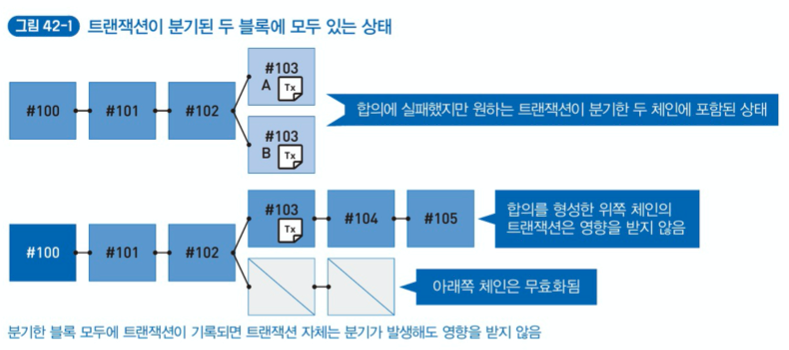 그림 42-1 트랜잭션이 분기된 두 블록에 모두 있는 상태
#103
A Tx
#100 #101 #102
합의에 실패했지만 원하는 트랜잭션이 분기한 두 체인에 포함된 상태
#103
B Tx
#103
Tx
#104 #105
합의를 형성한 위쪽 체인의
트랜잭션은 영향을 받지 않음
#100 #101 #102
아래쪽 체인은 무효화됨
분기한 블록 모두에 트랜잭션이 기록되면 트랜잭션 자체는 분기가 발생해도 영향을 받지 않음